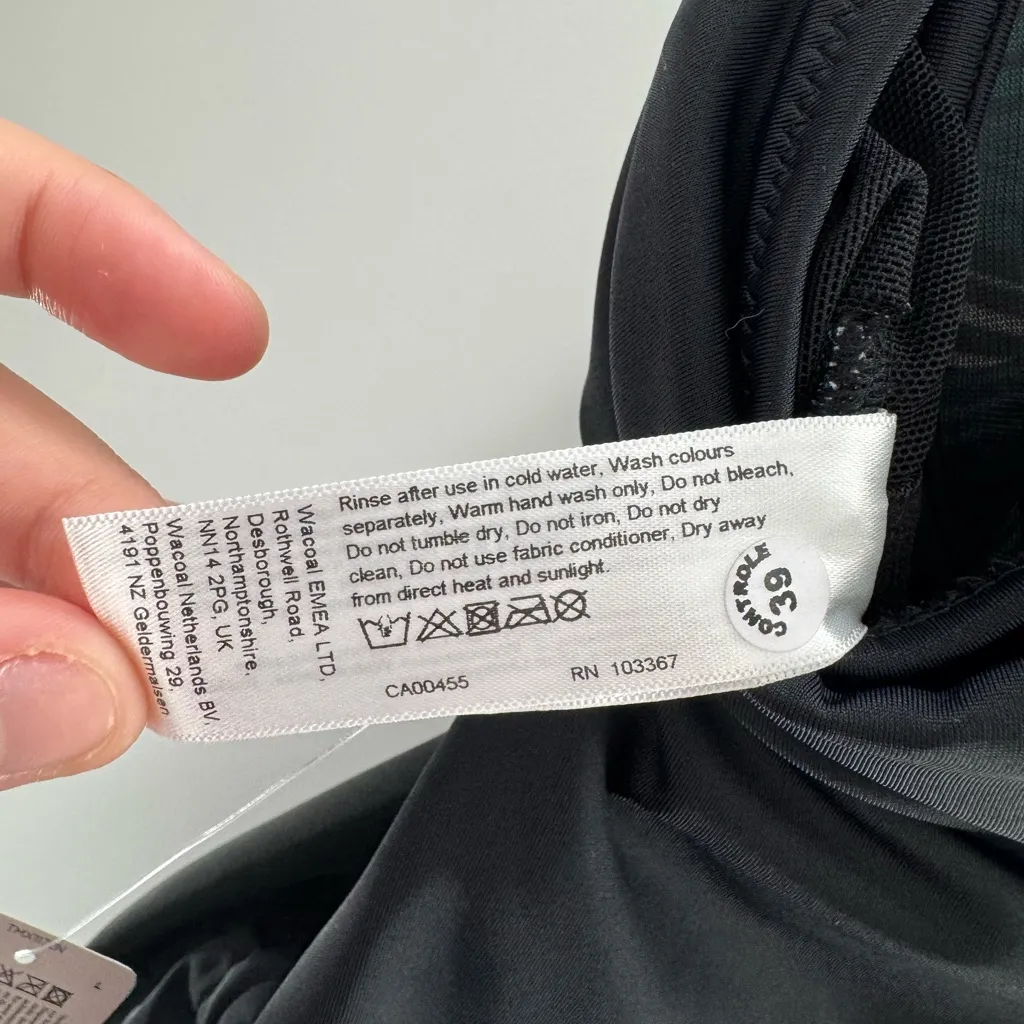 Rinse after use in cold water, Wash colours
separately, Warm hand wash only, Do not bleach,
Do not tumble dry, Do not iron, Do not dry
clean, Do not use fabric conditioner, Dry away
from direct heat and sunlight.
CA00455
RN 103367
Wacoal EMEA LTD,
Rothwell Road,
Desborough,
Northamptonshire,
NN14 2PG, UK
Wacoal Netherlands BV,
Poppenbouwing 29,
4191 NZ Geldermalsen
CONTROLE
39